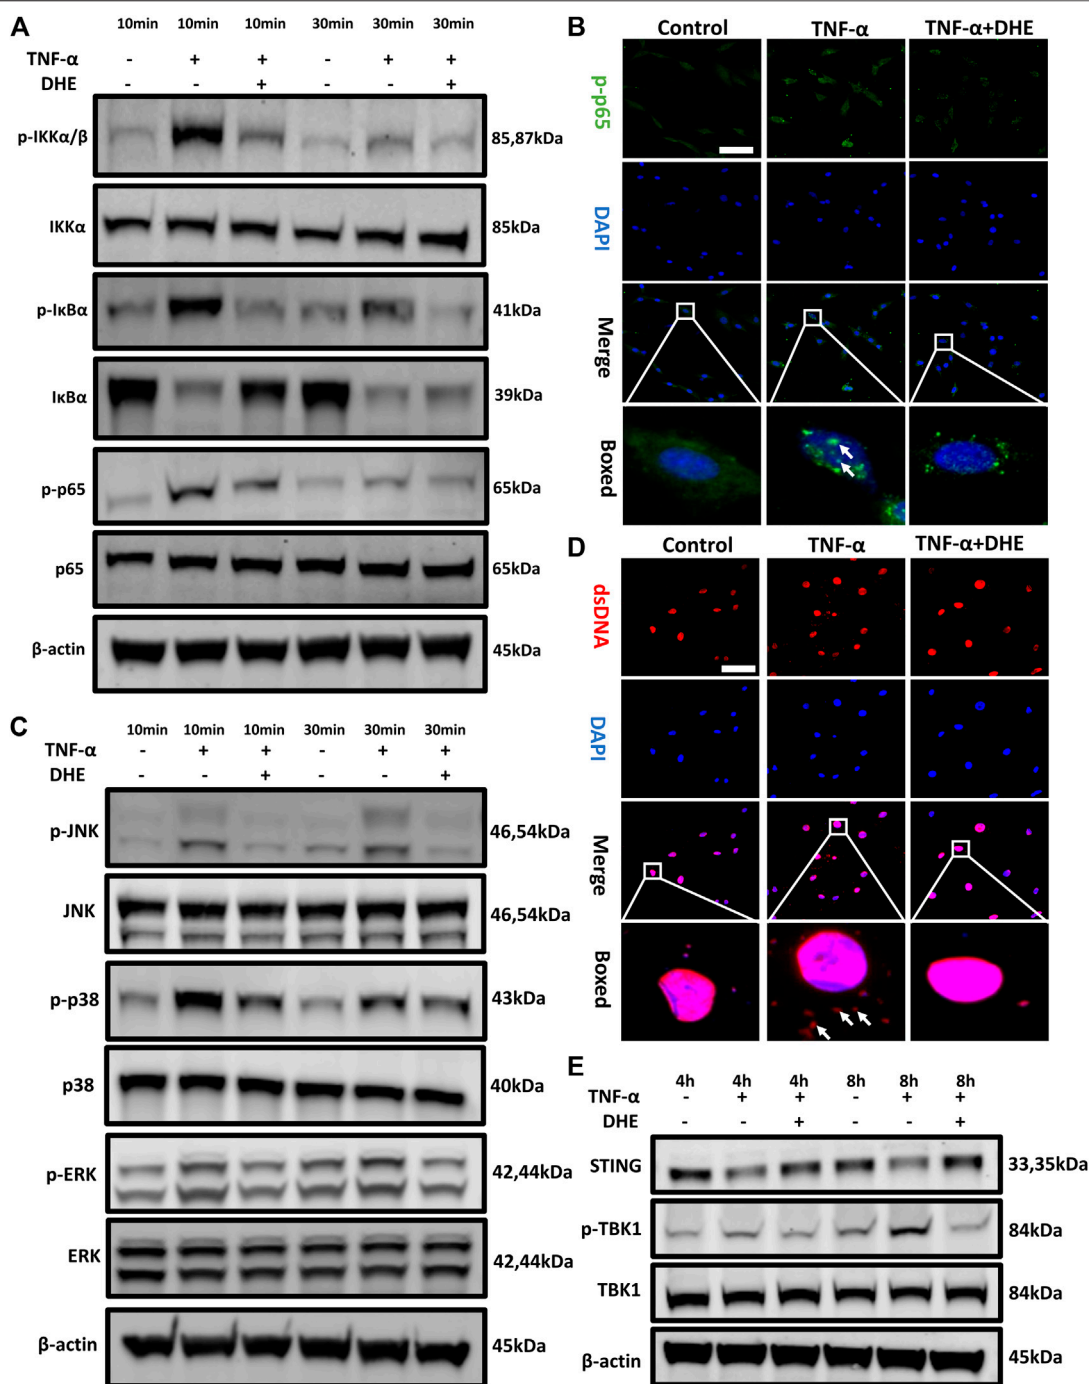 A
10min 10min 10min 30min 30min 30min
TNF-α - + + - + +
DHE - - + - - +
p-IKKα/β 85,87kDa
IKKα 85kDa
p-IκBα 41kDa
IκBα 39kDa
p-p65 65kDa
p65 65kDa
β-actin 45kDa
B
Control TNF-α TNF-α+DHE
p-p65
DAPI
Merge
Boxed
C
10min 10min 10min 30min 30min 30min
TNF-α - + + - + +
DHE - - + - - +
p-JNK 46,54kDa
JNK 46,54kDa
p-p38 43kDa
p38 40kDa
p-ERK 42,44kDa
ERK 42,44kDa
β-actin 45kDa
D
Control TNF-α TNF-α+DHE
dsDNA
DAPI
Merge
Boxed
E
4h 4h 4h 8h 8h 8h
TNF-α - + + - + +
DHE - - + - - +
STING 33,35kDa
p-TBK1 84kDa
TBK1 84kDa
β-actin 45kDa